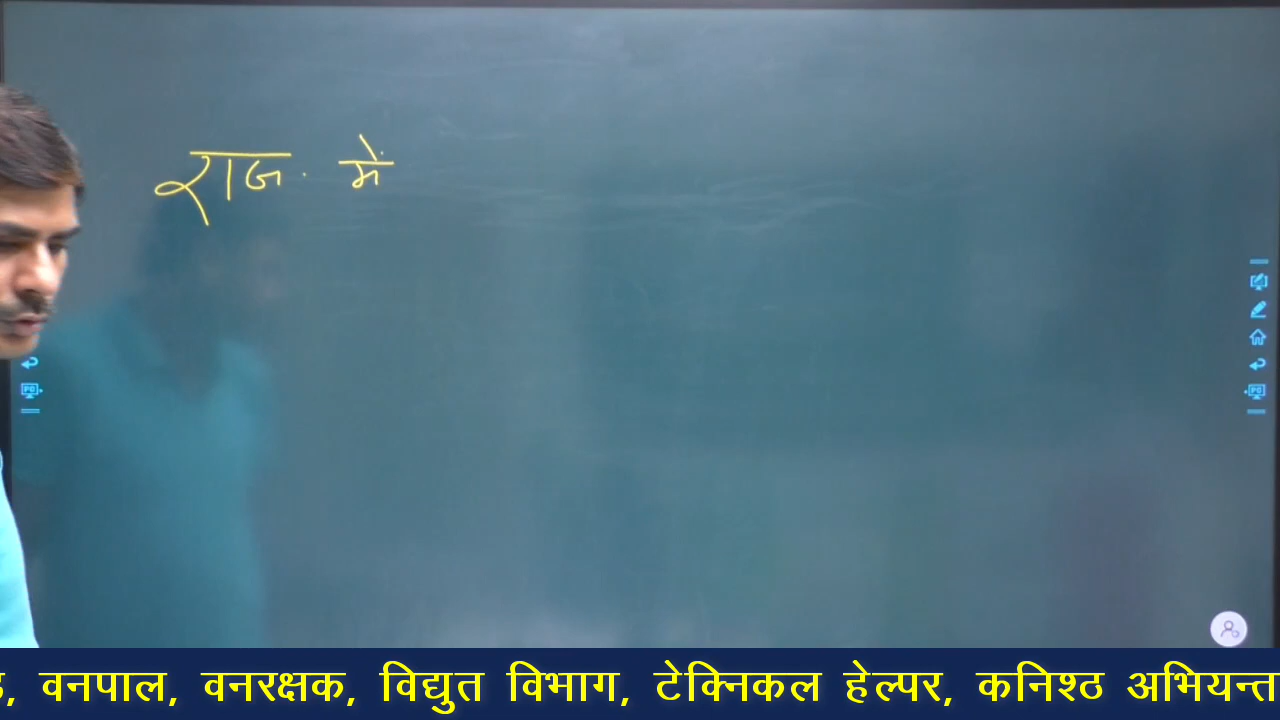 राज. में
, वनपाल, वनरक्षक, विद्युत विभाग, टेक्निकल हेल्पर, कनिश्ठ अभियन्त